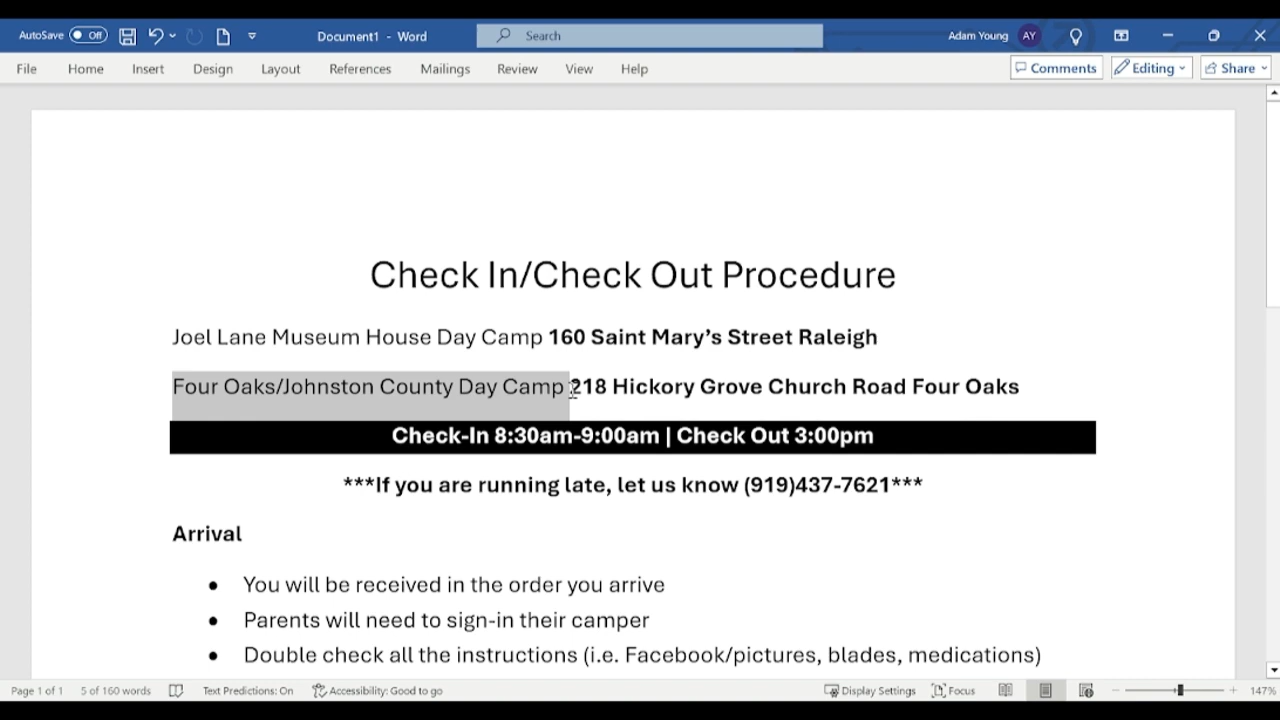 AutoSave Off Document1 - Word Search Adam Young AY
File Home Insert Design Layout References Mailings Review View Help Comments Editing Share
Check In/Check Out Procedure
Joel Lane Museum House Day Camp 160 Saint Mary’s Street Raleigh
Four Oaks/Johnston County Day Camp 218 Hickory Grove Church Road Four Oaks
Check-In 8:30am-9:00am | Check Out 3:00pm
***If you are running late, let us know (919)437-7621***
Arrival
● You will be received in the order you arrive
● Parents will need to sign-in their camper
● Double check all the instructions (i.e. Facebook/pictures, blades, medications)
Page 1 of 1 5 of 160 words Text Predictions: On Accessibility: Good to go Display Settings Focus 147%